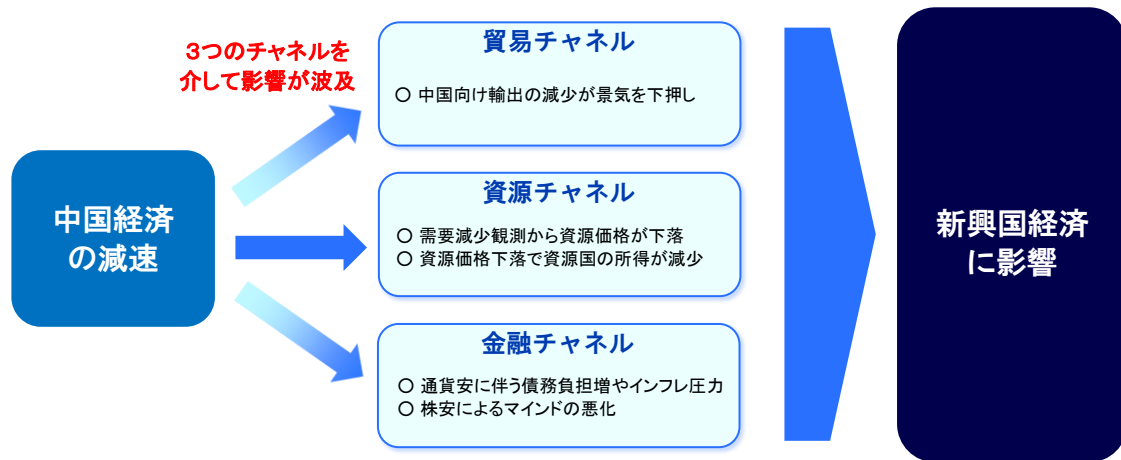 3つのチャネルを
介して影響が波及
中国経済
の減速
貿易チャネル
〇 中国向け輸出の減少が景気を下押し
資源チャネル
〇 需要減少観測から資源価格が下落
〇 資源価格下落で資源国の所得が減少
金融チャネル
〇 通貨安に伴う債務負担増やインフレ圧力
〇 株安によるマインドの悪化
新興国経済
に影響